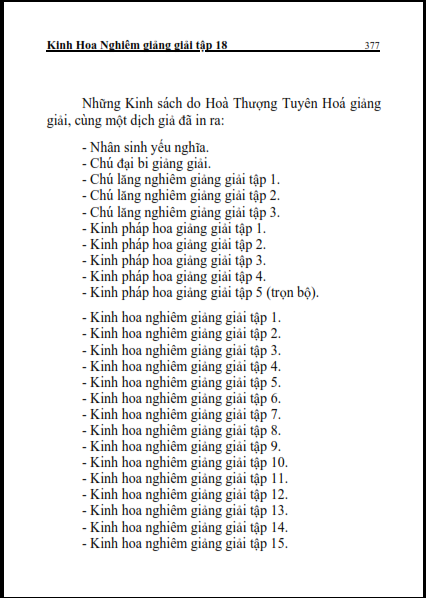 Kinh Hoa Nghiêm giảng giải tập 18 377
Những Kinh sách do Hoà Thượng Tuyên Hoá giảng
giải, cùng một dịch giả đã in ra:
- Nhân sinh yếu nghĩa.
- Chú đại bi giảng giải.
- Chú lăng nghiêm giảng giải tập 1.
- Chú lăng nghiêm giảng giải tập 2.
- Chú lăng nghiêm giảng giải tập 3.
- Kinh pháp hoa giảng giải tập 1.
- Kinh pháp hoa giảng giải tập 2.
- Kinh pháp hoa giảng giải tập 3.
- Kinh pháp hoa giảng giải tập 4.
- Kinh pháp hoa giảng giải tập 5 (trọn bộ).
- Kinh hoa nghiêm giảng giải tập 1.
- Kinh hoa nghiêm giảng giải tập 2.
- Kinh hoa nghiêm giảng giải tập 3.
- Kinh hoa nghiêm giảng giải tập 4.
- Kinh hoa nghiêm giảng giải tập 5.
- Kinh hoa nghiêm giảng giải tập 6.
- Kinh hoa nghiêm giảng giải tập 7.
- Kinh hoa nghiêm giảng giải tập 8.
- Kinh hoa nghiêm giảng giải tập 9.
- Kinh hoa nghiêm giảng giải tập 10.
- Kinh hoa nghiêm giảng giải tập 11.
- Kinh hoa nghiêm giảng giải tập 12.
- Kinh hoa nghiêm giảng giải tập 13.
- Kinh hoa nghiêm giảng giải tập 14.
- Kinh hoa nghiêm giảng giải tập 15.